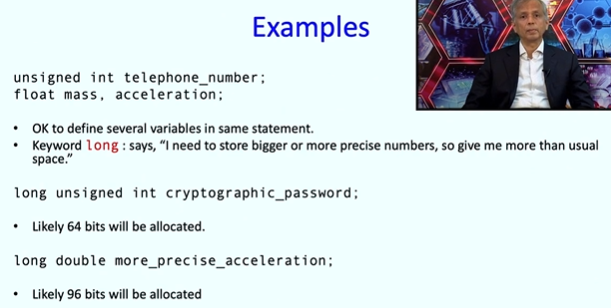 Examples
unsigned int telephone_number;
float mass, acceleration;
• OK to define several variables in same statement.
• Keyword long : says, “I need to store bigger or more precise numbers, so give me more than usual
space.”
long unsigned int cryptographic_password;
• Likely 64 bits will be allocated.
long double more_precise_acceleration;
• Likely 96 bits will be allocated